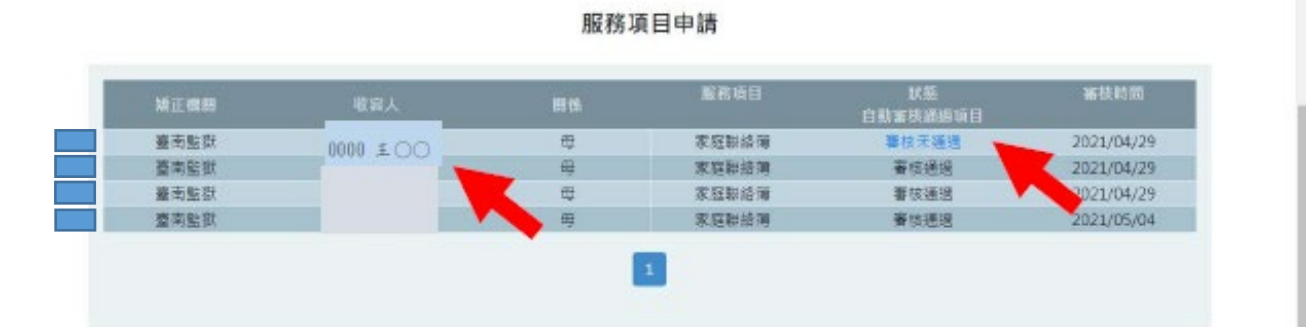 服務項目申請
矯正機關 收容人 關係 服務項目 狀態 審核時間
自動審核通過項目
臺南監獄 0000 王○○ 母 家庭聯絡簿 審核未通過 2021/04/29
臺南監獄 母 家庭聯絡簿 審核通過 2021/04/29
臺南監獄 母 家庭聯絡簿 審核通過 2021/04/29
臺南監獄 母 家庭聯絡簿 審核通過 2021/05/04
1